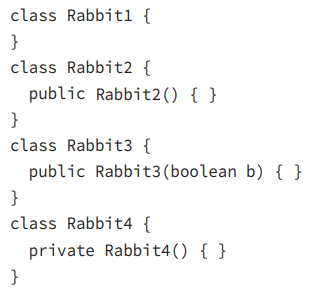 class Rabbit1 {
}
class Rabbit2 {
  public Rabbit2() { }
}
class Rabbit3 {
  public Rabbit3(boolean b) { }
}
class Rabbit4 {
  private Rabbit4() { }
}